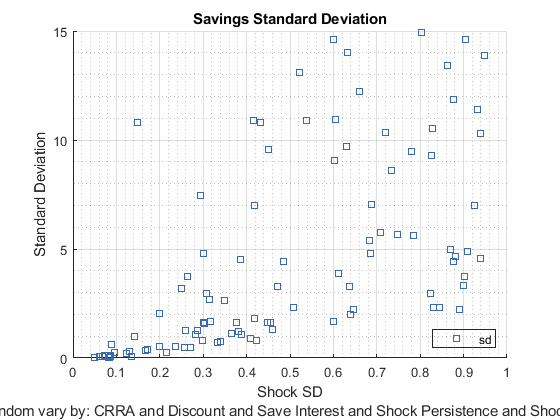 Savings Standard Deviation
15
10
5
0
Standard Deviation
0 0.1 0.2 0.3 0.4 0.5 0.6 0.7 0.8 0.9 1
sd
Shock SD
vary by: CRRA and Discount and Save Interest and Shock Persistence and